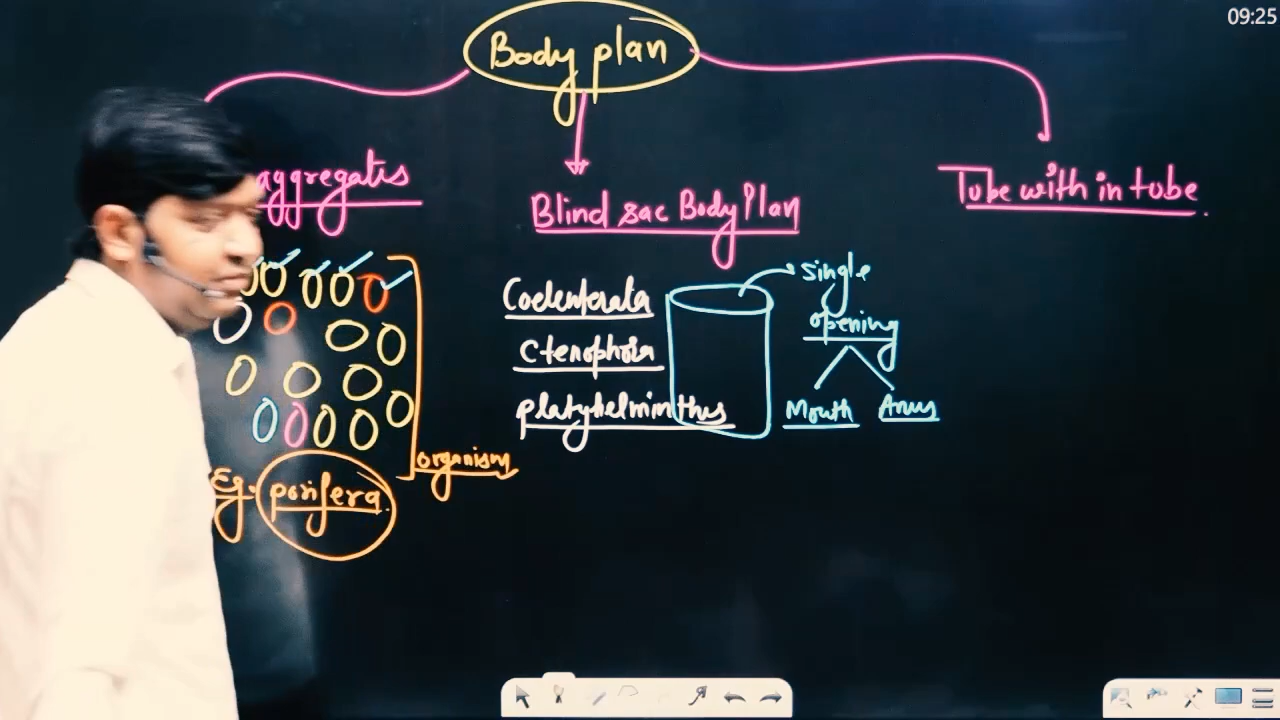 09:25
Body plan
aggregatis
Blind sac Body Plan
Tube with in tube
Single
opening
Coelenterata
Ctenophora
platyhelminthes
Mouth Anus
organism
Eg. porifera